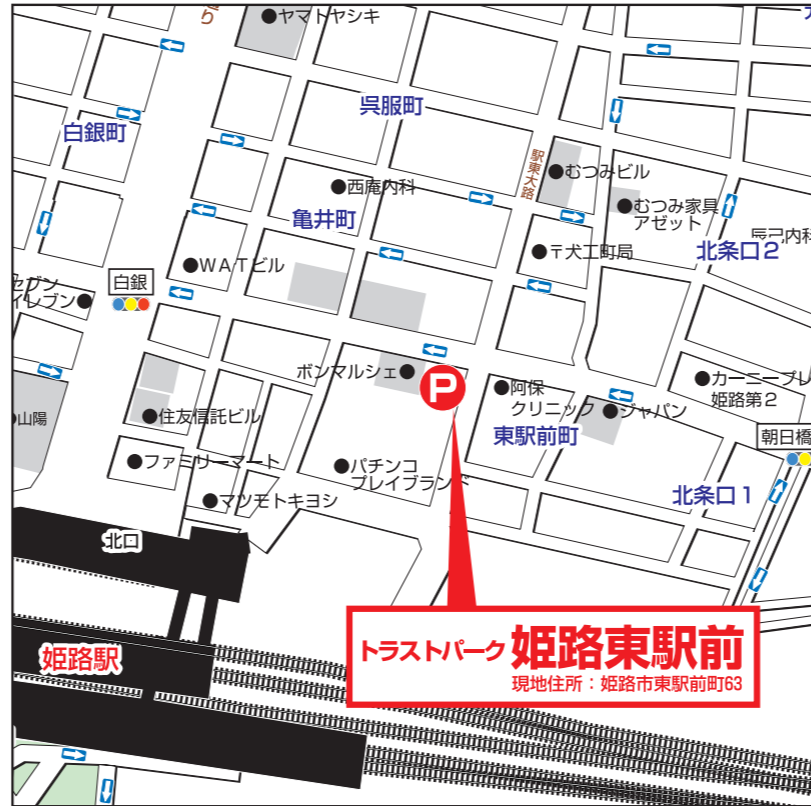 り
ヤマトヤシキ
呉服町
白銀町
駅東大路
むつみビル
西庵内科
むつみ家具
アゼット
亀井町
辰己内科
北条口2
〒犬工町局
WATビル
白銀
セブン
イレブン
ボンマルシェ
P
阿保
クリニック
ジャパン
カーニープレ
姫路第2
山陽
住友信託ビル
東駅前町
朝日橋
ファミリーマート
パチンコ
プレイブランド
北条口1
マツモトキヨシ
北口
姫路駅
トラストパーク 姫路東駅前
現地住所：姫路市東駅前町63